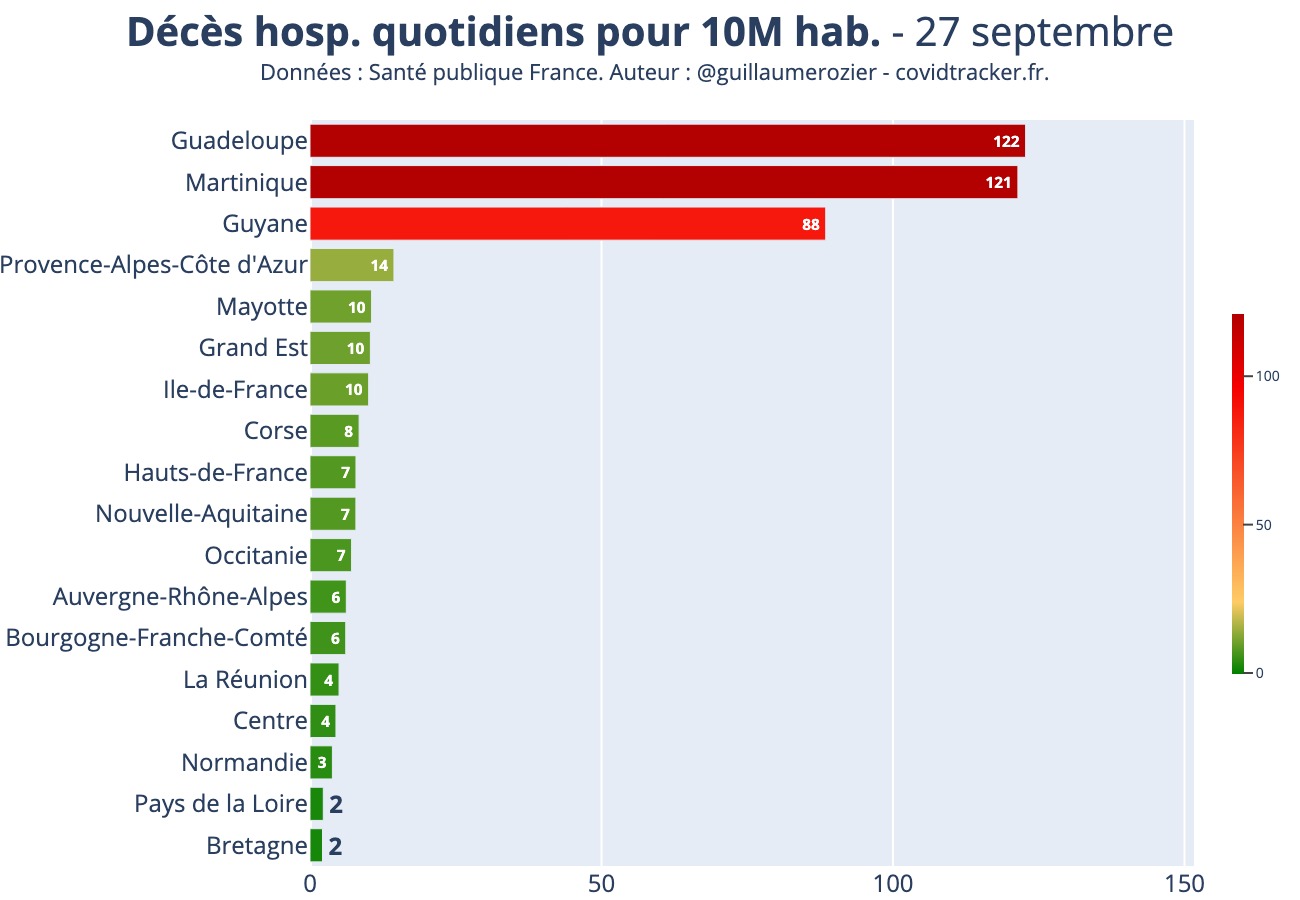 Décès hosp. quotidiens pour 10M hab. - 27 septembre
Données : Santé publique France. Auteur : @guillaumerozier - covidtracker.fr.
Guadeloupe 122
Martinique 121
Guyane 88
Provence-Alpes-Côte d'Azur 14
Mayotte 10
Grand Est 10
Ile-de-France 10
Corse 8
Hauts-de-France 7
Nouvelle-Aquitaine 7
Occitanie 7
Auvergne-Rhône-Alpes 6
Bourgogne-Franche-Comté 6
La Réunion 4
Centre 4
Normandie 3
Pays de la Loire 2
Bretagne 2
0 50 100 150
100
50
0